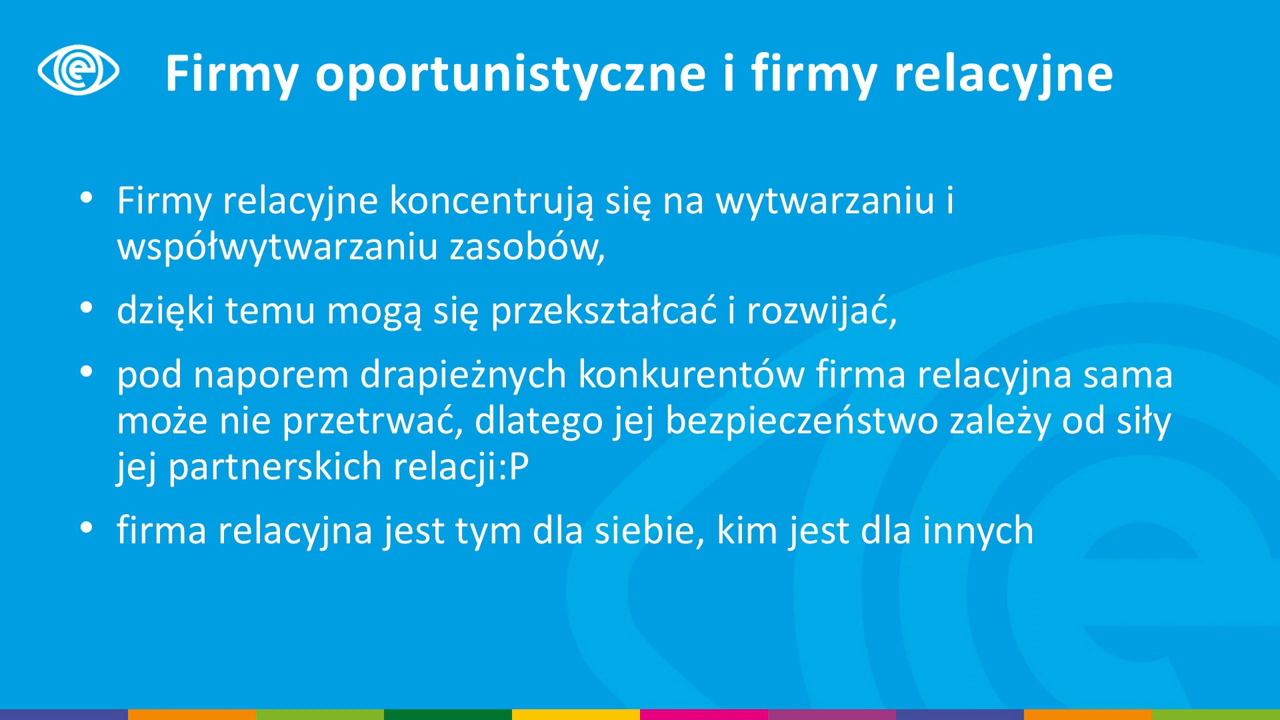 Firmy oportunistyczne i firmy relacyjne
• Firmy relacyjne koncentrują się na wytwarzaniu i
współwytwarzaniu zasobów,
• dzięki temu mogą się przekształcać i rozwijać,
• pod naporem drapieżnych konkurentów firma relacyjna sama
może nie przetrwać, dlatego jej bezpieczeństwo zależy od siły
jej partnerskich relacji:P
• firma relacyjna jest tym dla siebie, kim jest dla innych